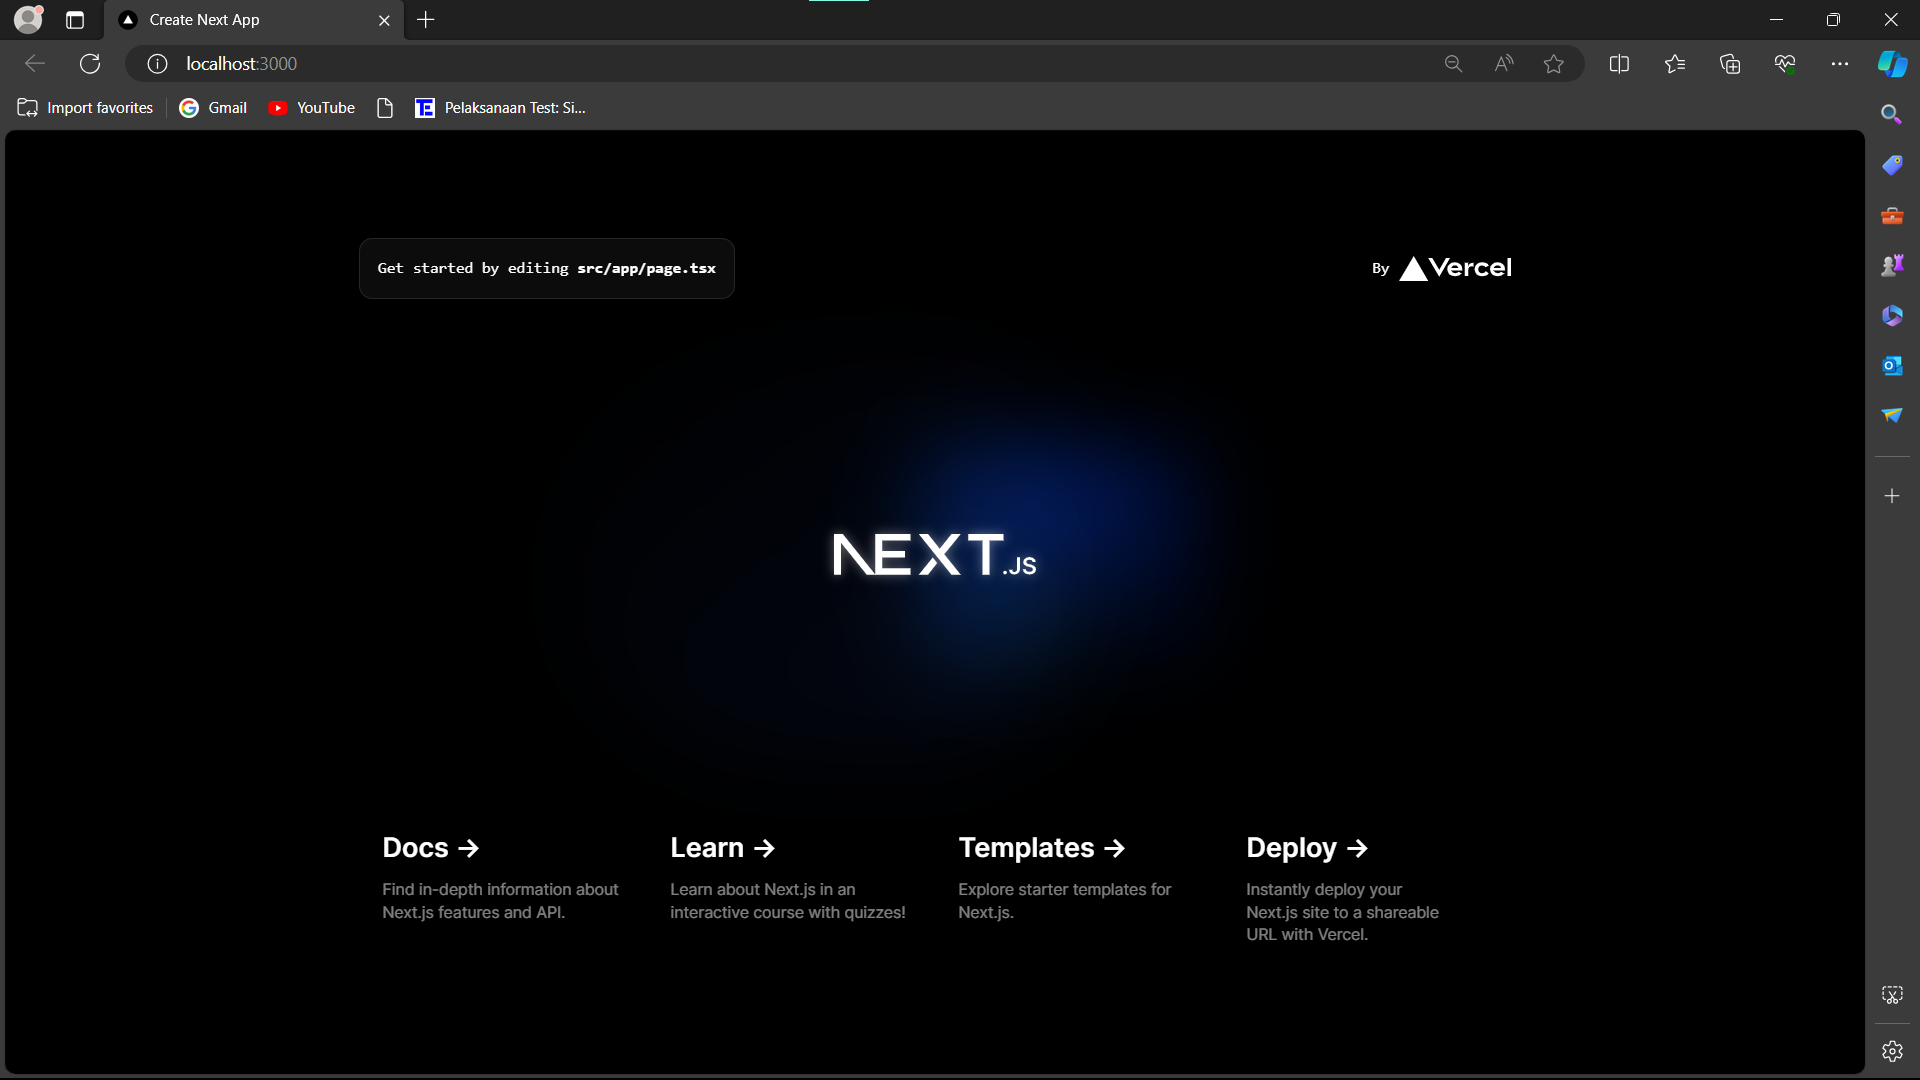 Create Next App
localhost:3000
Import favorites
Gmail
YouTube
Pelaksanaan Test: Si...
Get started by editing src/app/page.tsx
By Vercel
NEXT.JS
Docs →
Find in-depth information about
Next.js features and API.
Learn →
Learn about Next.js in an
interactive course with quizzes!
Templates →
Explore starter templates for
Next.js.
Deploy →
Instantly deploy your
Next.js site to a shareable
URL with Vercel.